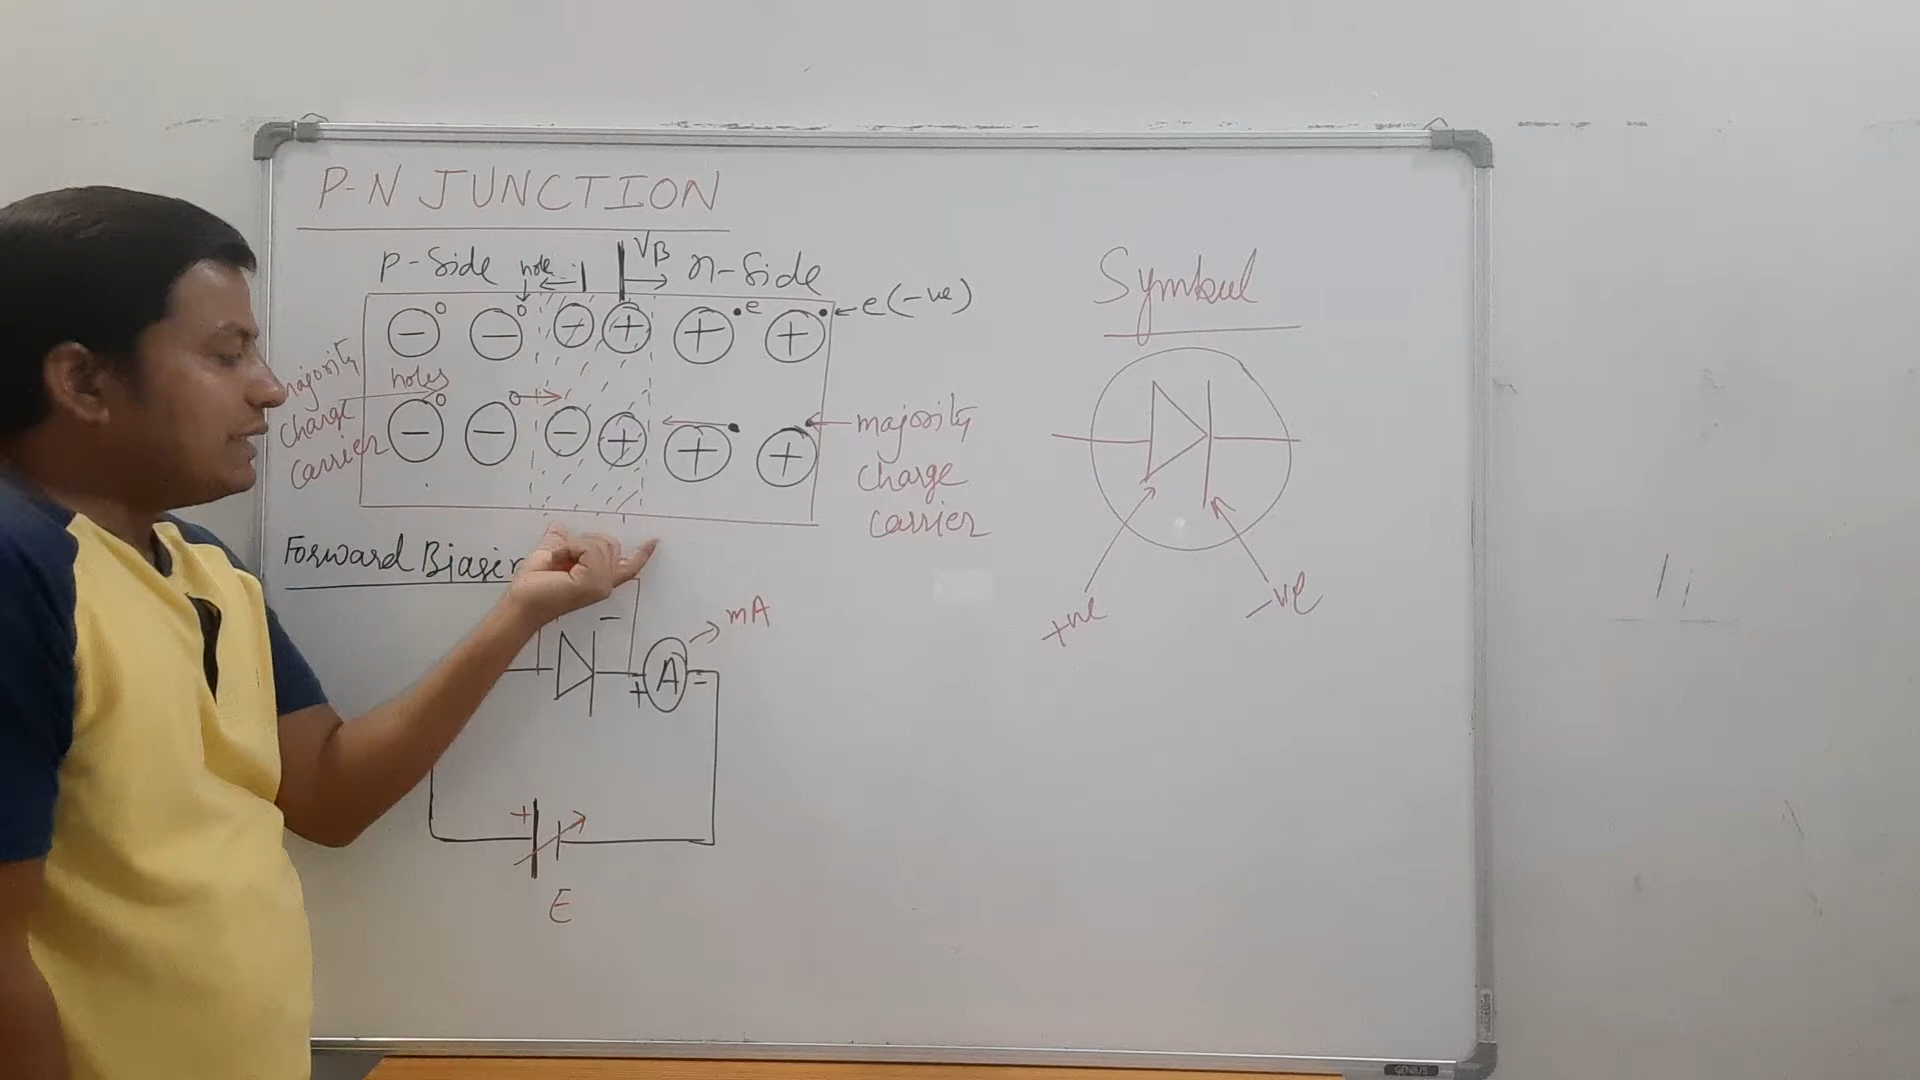 P-N JUNCTION
P-Side
hole
VB
n-Side
e
e(-ve)
majority
charge
carrier
holes
majority
charge
carrier
Forward Biasin
mA
A
+
-
-
+
E
Symbol
+ve
-ve
GENIUS